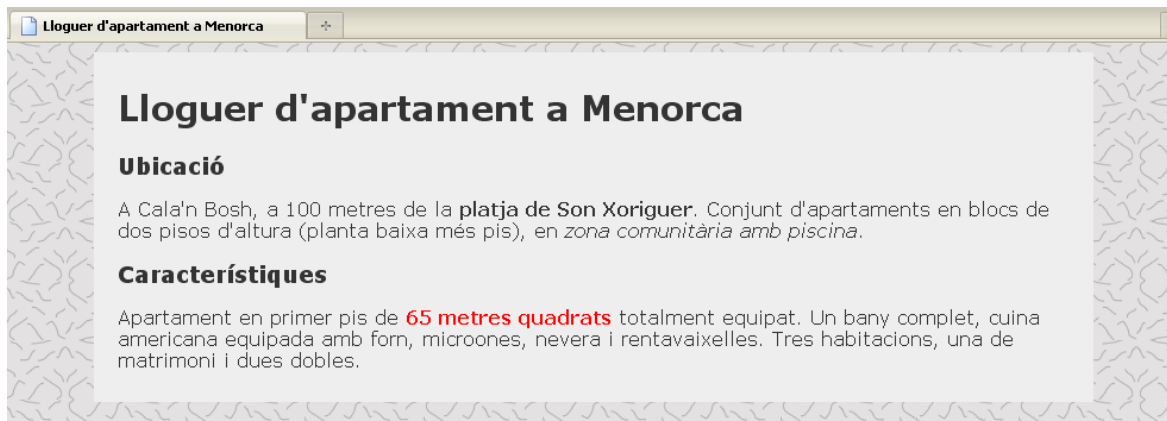 Lloguer d'apartament a Menorca
Lloguer d'apartament a Menorca
Ubicació
A Cala'n Bosh, a 100 metres de la platja de Son Xoriguer. Conjunt d'apartaments en blocs de
dos pisos d'altura (planta baixa més pis), en zona comunitària amb piscina.
Característiques
Apartament en primer pis de 65 metres quadrats totalment equipat. Un bany complet, cuina
americana equipada amb forn, microones, nevera i rentavaixelles. Tres habitacions, una de
matrimoni i dues dobles.